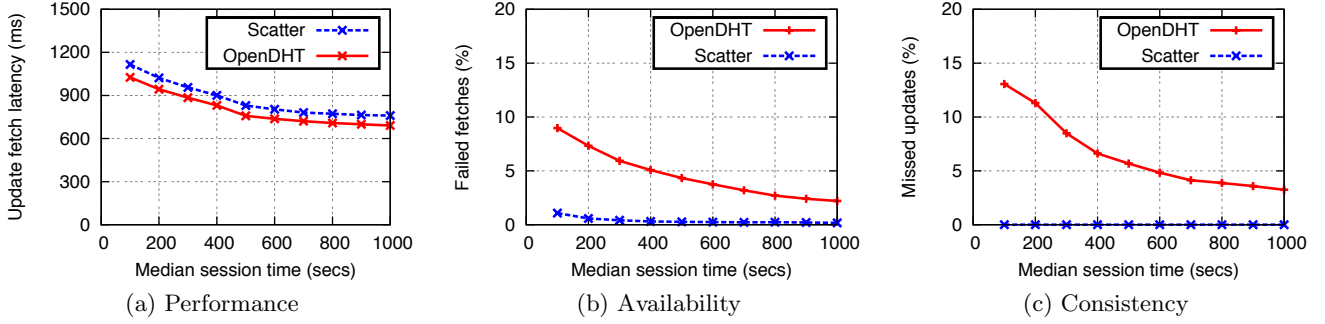 Update fetch latency (ms)
1500
1200
900
600
300
0
Scatter
OpenDHT
0 200 400 600 800 1000
Median session time (secs)
(a) Performance
Failed fetches (%)
20
15
10
5
0
OpenDHT
Scatter
0 200 400 600 800 1000
Median session time (secs)
(b) Availability
Missed updates (%)
20
15
10
5
0
OpenDHT
Scatter
0 200 400 600 800 1000
Median session time (secs)
(c) Consistency